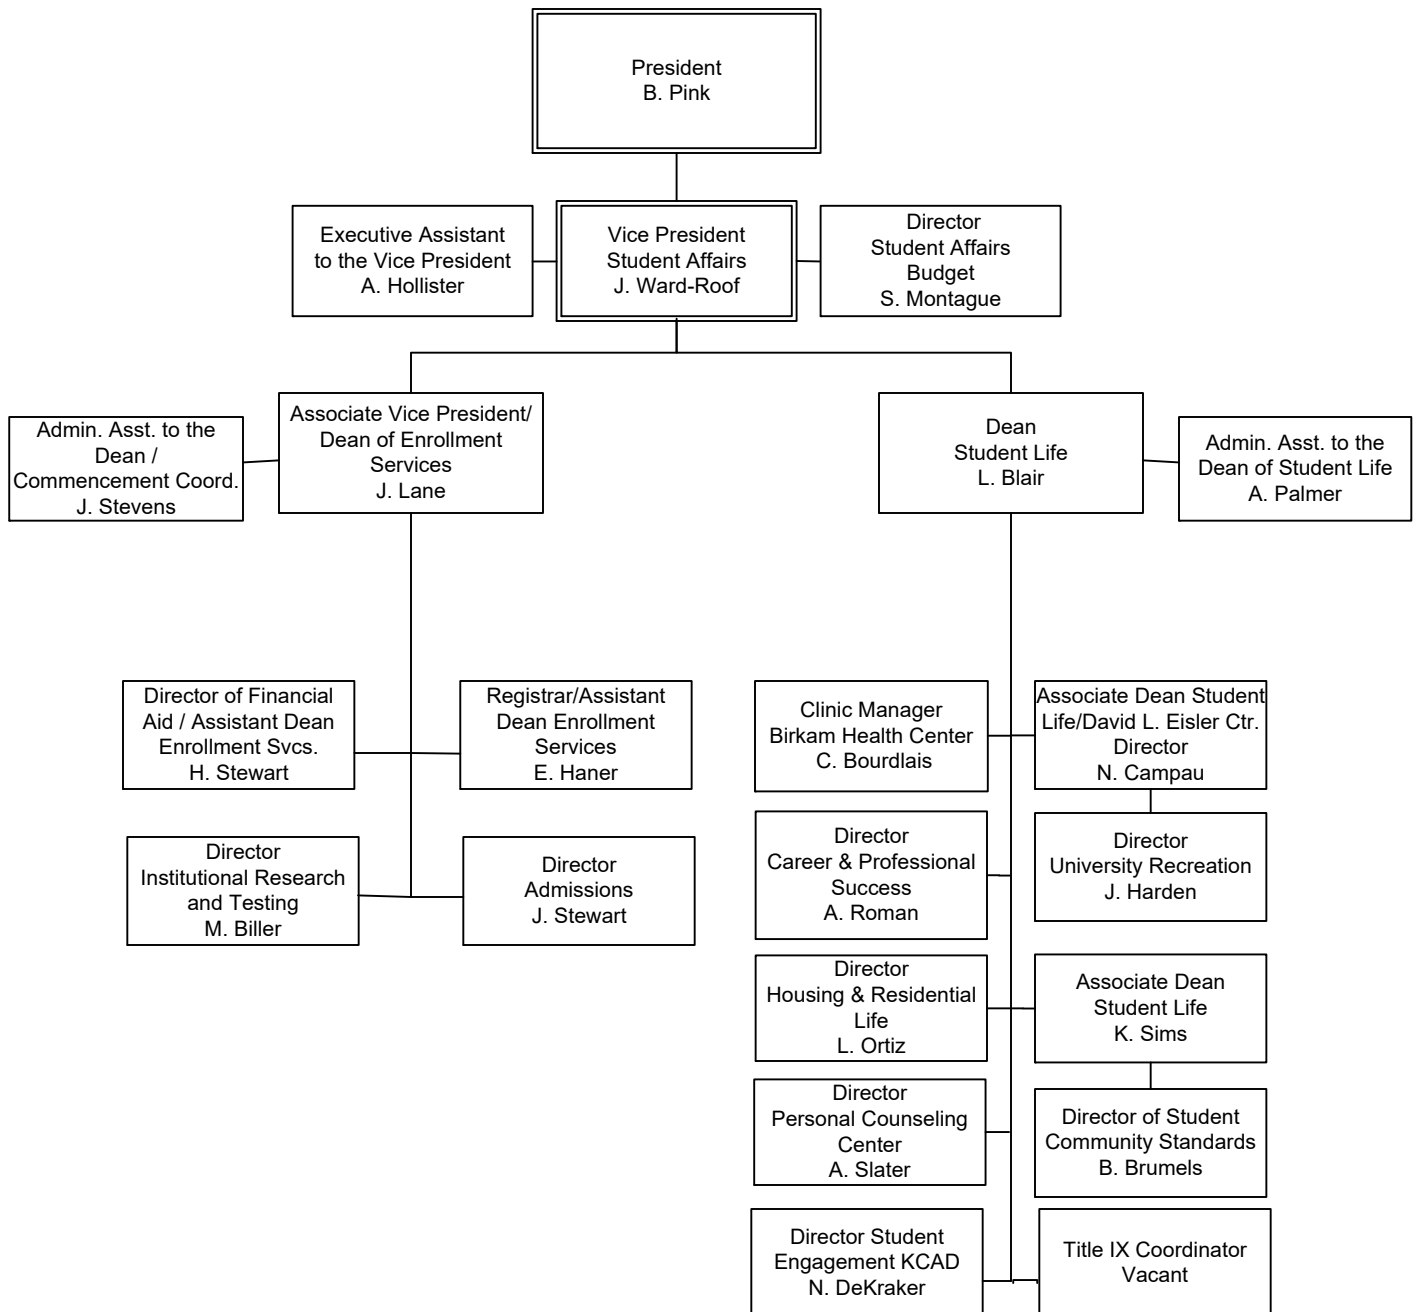 President
B. Pink
Executive Assistant
to the Vice President
A. Hollister
Vice President
Student Affairs
J. Ward-Roof
Director
Student Affairs
Budget
S. Montague
Admin. Asst. to the
Dean /
Commencement Coord.
J. Stevens
Associate Vice President/
Dean of Enrollment
Services
J. Lane
Dean
Student Life
L. Blair
Admin. Asst. to the
Dean of Student Life
A. Palmer
Director of Financial
Aid / Assistant Dean
Enrollment Svcs.
H. Stewart
Registrar/Assistant
Dean Enrollment
Services
E. Haner
Clinic Manager
Birkam Health Center
C. Bourdlais
Associate Dean Student
Life/David L. Eisler Ctr.
Director
N. Campau
Director
Institutional Research
and Testing
M. Biller
Director
Admissions
J. Stewart
Director
Career & Professional
Success
A. Roman
Director
University Recreation
J. Harden
Director
Housing & Residential
Life
L. Ortiz
Associate Dean
Student Life
K. Sims
Director
Personal Counseling
Center
A. Slater
Director of Student
Community Standards
B. Brumels
Director Student
Engagement KCAD
N. DeKraker
Title IX Coordinator
Vacant